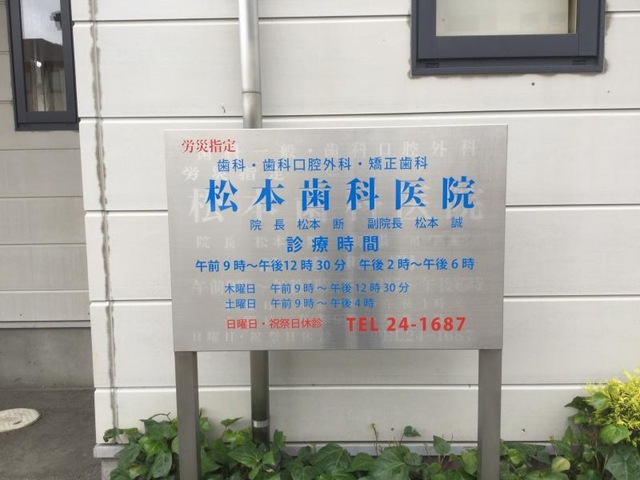 労災指定
歯科・歯科口腔外科・矯正歯科
松本歯科医院
院長 松本 断 副院長 松本 誠
診療時間
午前9時～午後12時30分 午後2時～午後6時
木曜日 午前9時～午後12時30分
土曜日 午前9時～午後4時
日曜日・祝祭日休診 TEL 24-1687